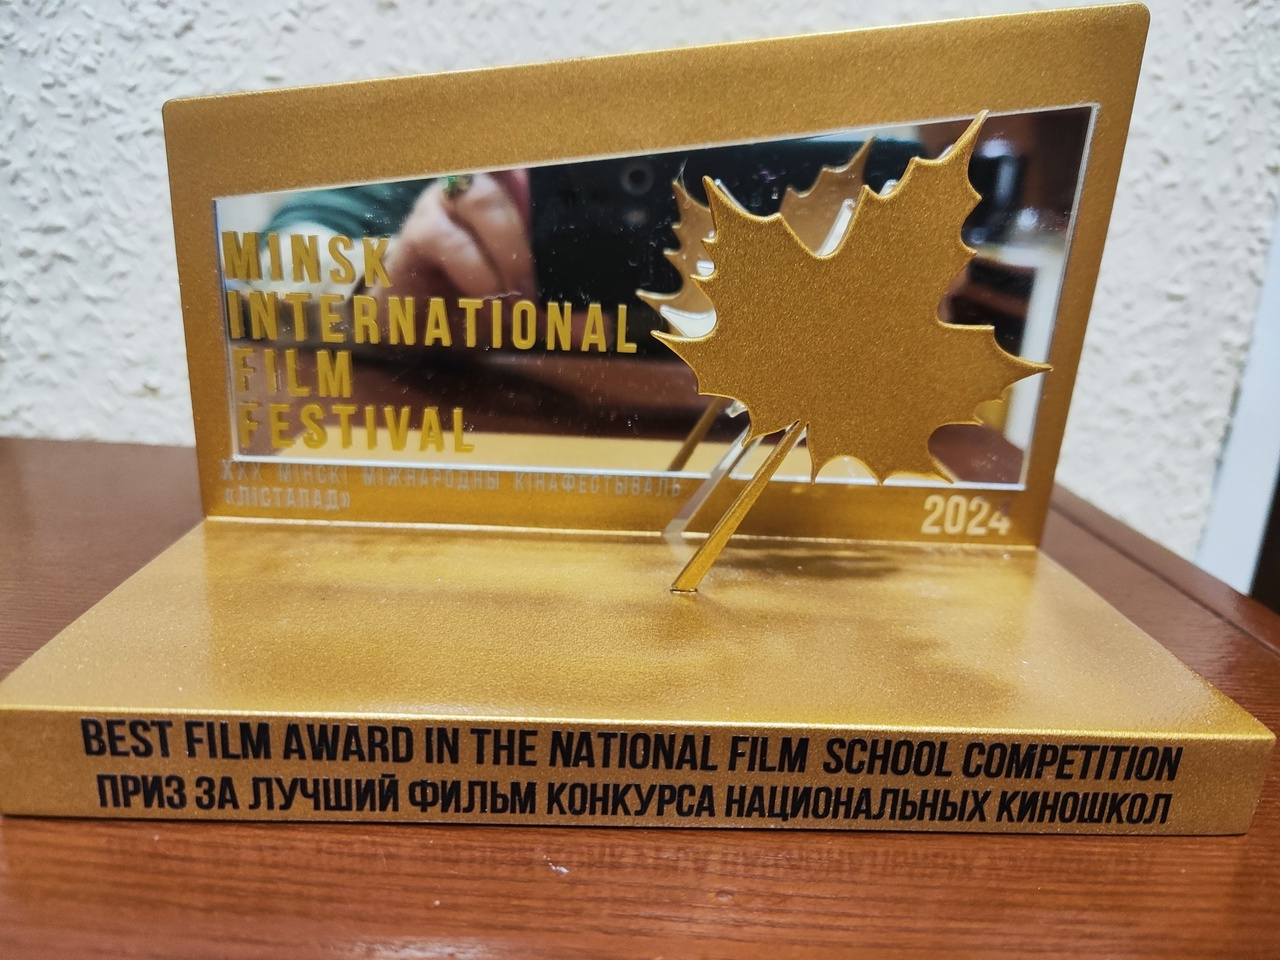 MINSK
INTERNATIONAL
FILM
FESTIVAL
XXX МІНСКІ МІЖНАРОДНЫ КІНАФЕСТЫВАЛЬ
«ЛІСТАПАД»
2024
BEST FILM AWARD IN THE NATIONAL FILM SCHOOL COMPETITION
ПРИЗ ЗА ЛУЧШИЙ ФИЛЬМ КОНКУРСА НАЦИОНАЛЬНЫХ КИНОШКОЛ